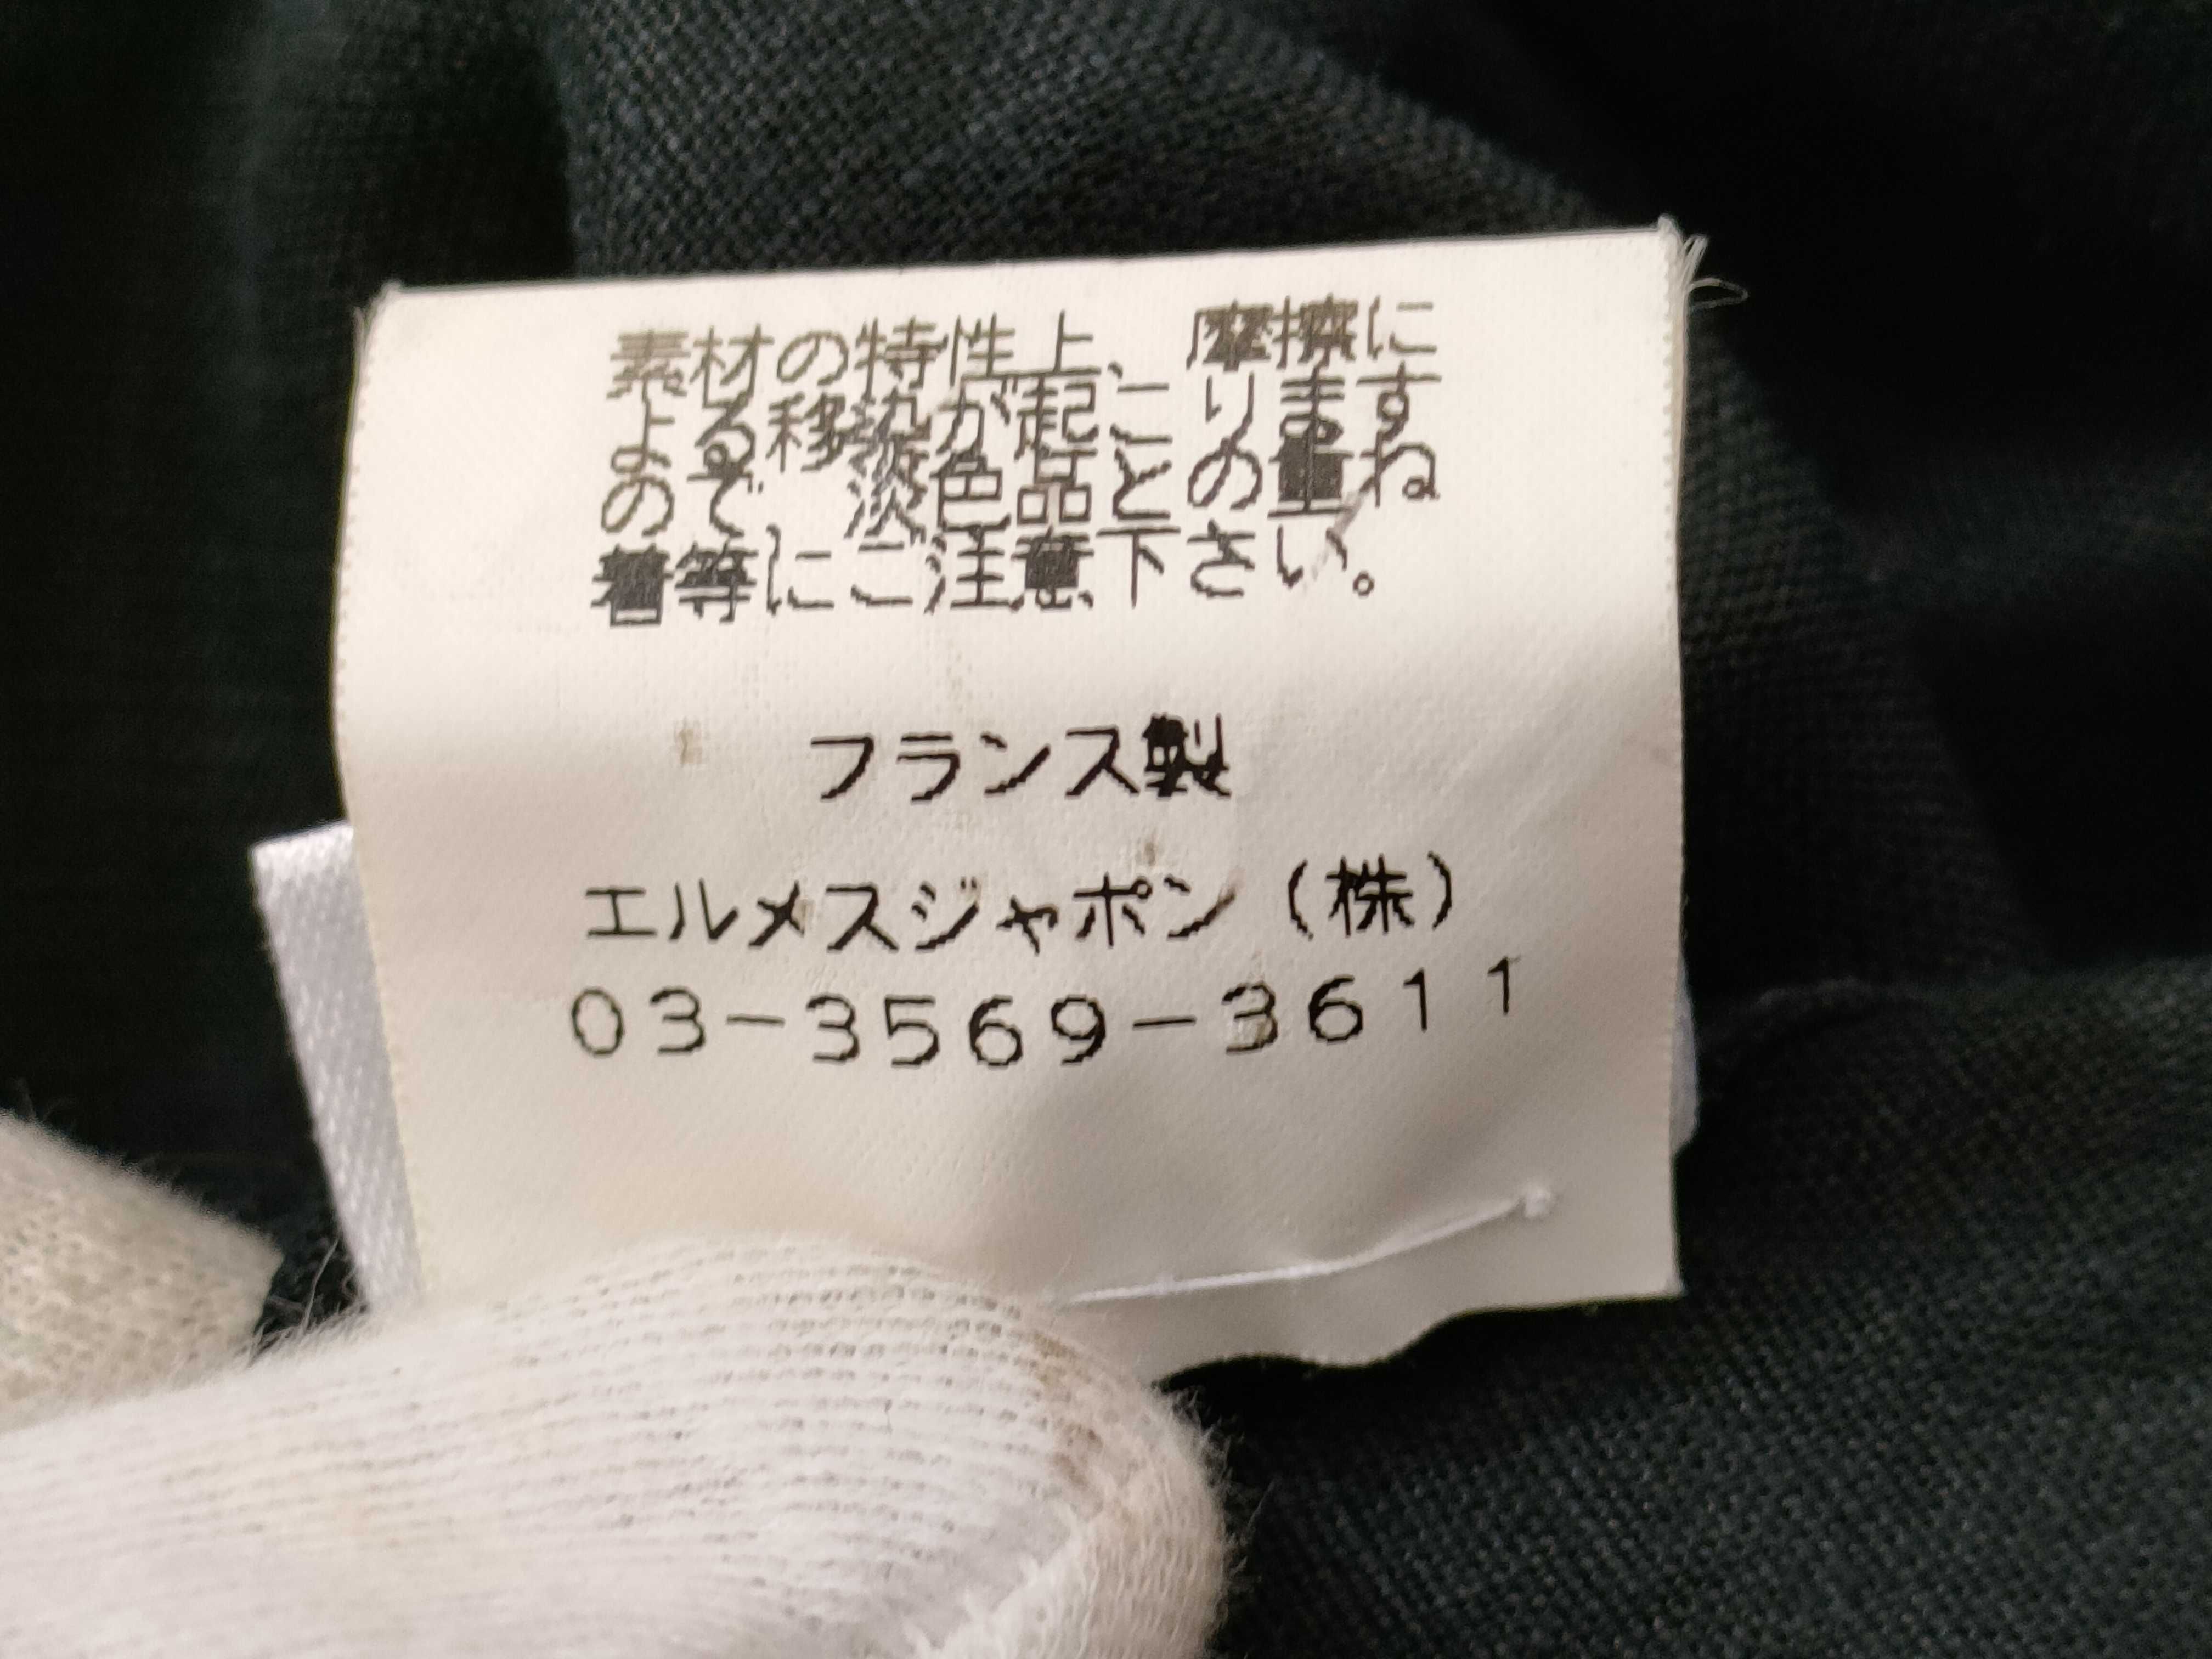 素材の特性上、摩擦に
よる移染が起こります
ので、淡色品との重ね
着等にご注意下さい。
フランス製
エルメスジャポン（株）
03-3569-3611